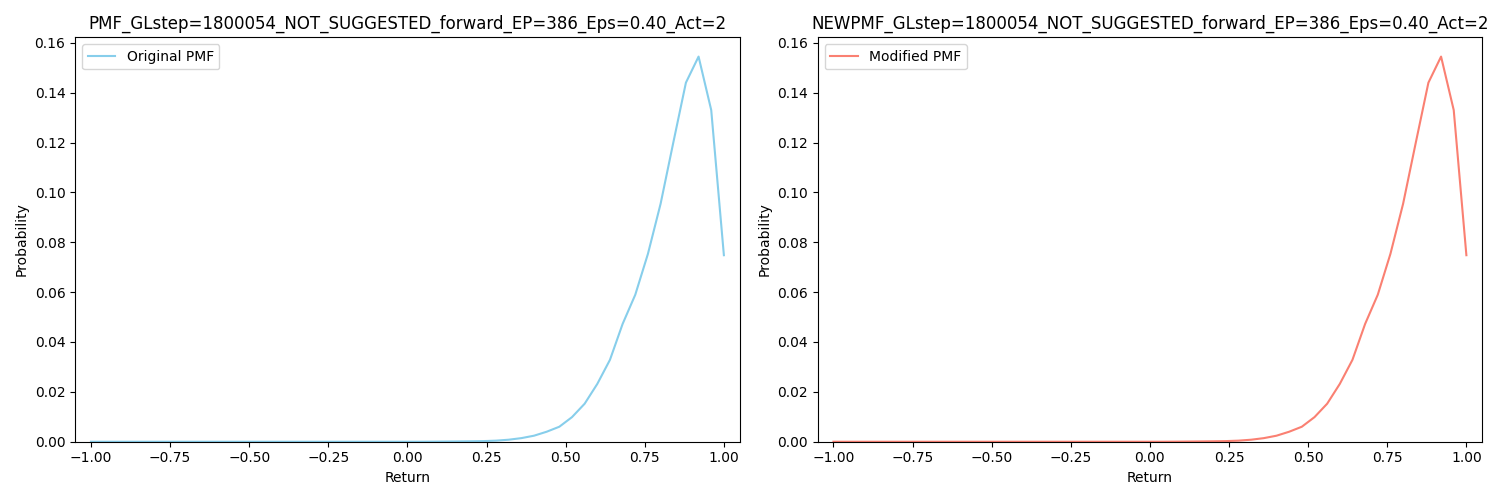 PMF_GLstep=1800054_NOT_SUGGESTED_forward_EP=386_Eps=0.40_Act=2
Original PMF
0.16
0.14
0.12
0.10
0.08
0.06
0.04
0.02
0.00
Probability
−1.00 −0.75 −0.50 −0.25 0.00 0.25 0.50 0.75 1.00
Return
NEWPMF_GLstep=1800054_NOT_SUGGESTED_forward_EP=386_Eps=0.40_Act=2
Modified PMF
0.16
0.14
0.12
0.10
0.08
0.06
0.04
0.02
0.00
Probability
−1.00 −0.75 −0.50 −0.25 0.00 0.25 0.50 0.75 1.00
Return